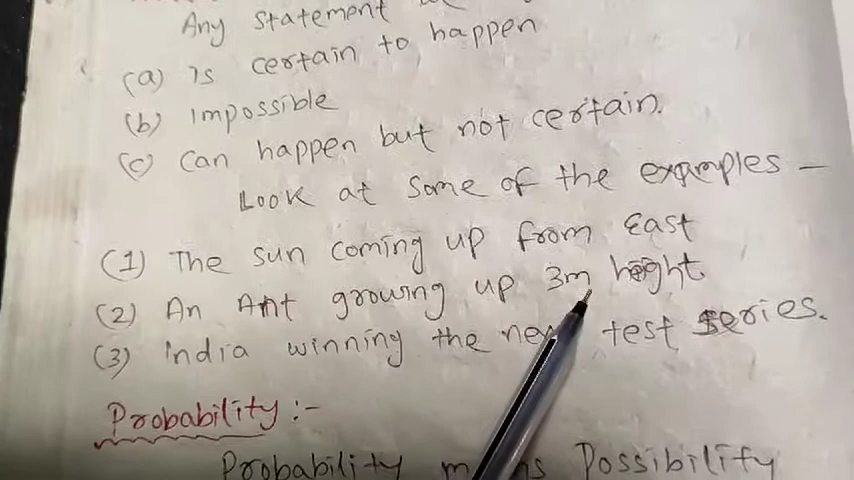 Any statement
(a) is certain to happen
(b) Impossible
(c) Can happen but not certain.
Look at some of the examples —
(1) The sun coming up from East
(2) An Ant growing up 3m height
(3) India winning the test series.
Probability :-
Probability Possibility